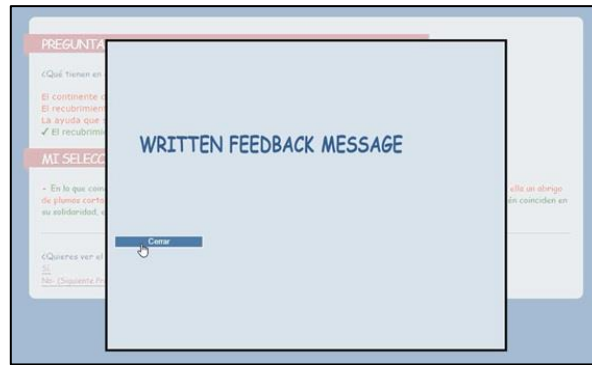 PREGUNTA
¿Qué tienen en
El continente
El recubrimien
La ayuda que
✓ El recubrimi
MI SELECC
- En lo que com
ella un abrigo
de plumas corta
én coinciden en
su solidaridad,
WRITTEN FEEDBACK MESSAGE
Cerrar
¿Quieres ver el
Sí
No- (Siguiente Pr